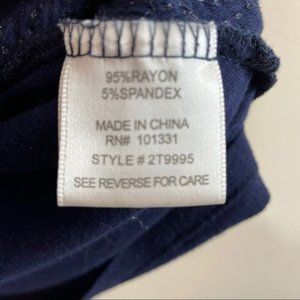 95%RAYON
5%SPANDEX
MADE IN CHINA
RN# 101331
STYLE # 2T9995
SEE REVERSE FOR CARE